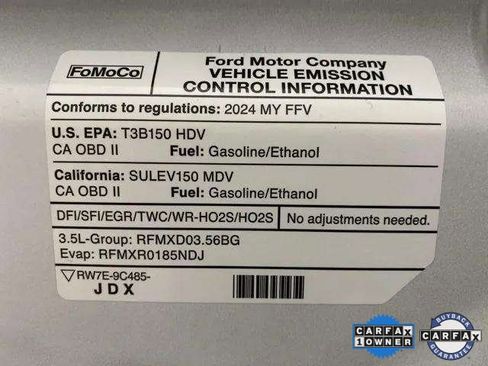 FoMoCo
Ford Motor Company
VEHICLE EMISSION
CONTROL INFORMATION
Conforms to regulations: 2024 MY FFV
U.S. EPA: T3B150 HDV
CA OBD II Fuel: Gasoline/Ethanol
California: SULEV150 MDV
CA OBD II Fuel: Gasoline/Ethanol
DFI/SFI/EGR/TWC/WR-HO2S/HO2S No adjustments needed.
3.5L-Group: RFMXD03.56BG
Evap: RFMXR0185NDJ
RW7E-9C485-
JDX
CARFAX
1 OWNER
BUYBACK
CARFAX
GUARANTEE